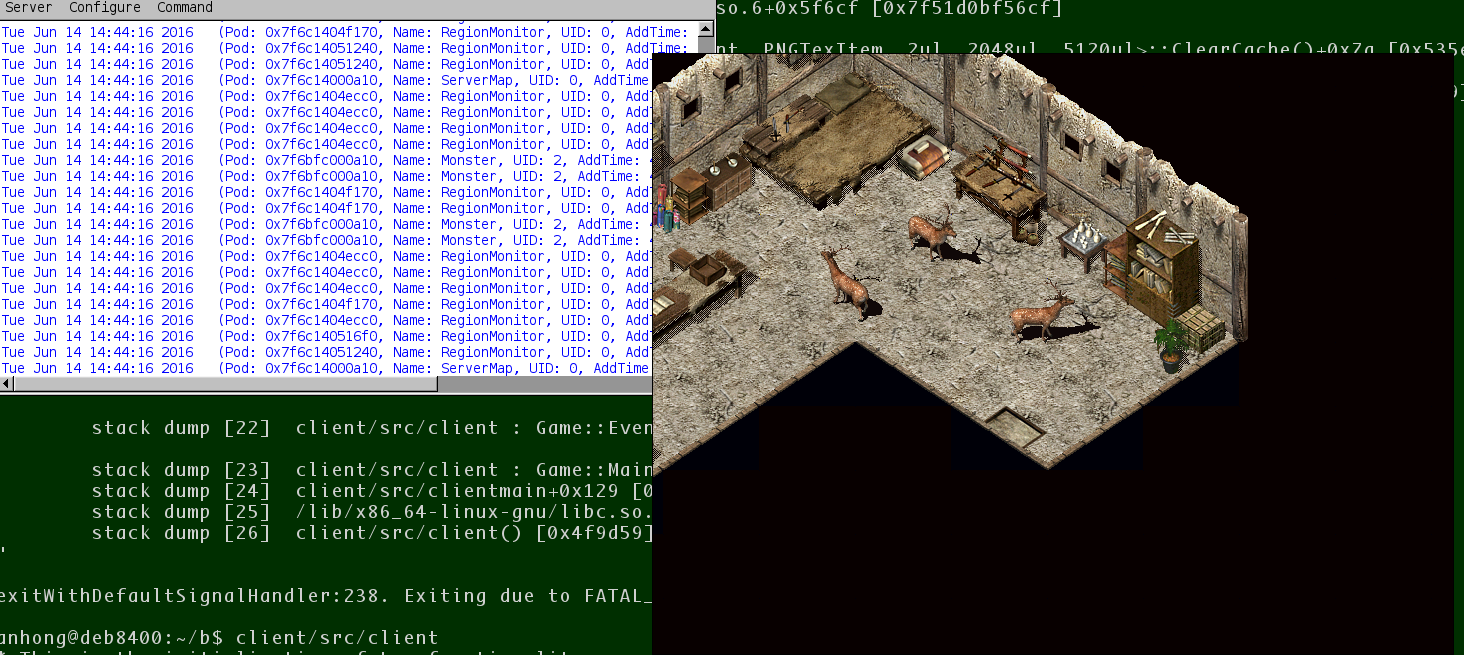 Server  Configure  Command
so.6+0x5f6cf [0x7f51d0bf56cf]
nt, PNGTexItem, 2ul, 2048ul, 5120ul>::ClearCache()+0x7a [0x535e
Tue Jun 14 14:44:16 2016   (Pod: 0x7f6c1404f170, Name: RegionMonitor, UID: 0, AddTime:
Tue Jun 14 14:44:16 2016   (Pod: 0x7f6c14051240, Name: RegionMonitor, UID: 0, AddTime:
Tue Jun 14 14:44:16 2016   (Pod: 0x7f6c14051240, Name: RegionMonitor, UID: 0, Add
Tue Jun 14 14:44:16 2016   (Pod: 0x7f6c14000a10, Name: ServerMap, UID: 0, AddTime
Tue Jun 14 14:44:16 2016   (Pod: 0x7f6c1404ecc0, Name: RegionMonitor, UID: 0, Add
Tue Jun 14 14:44:16 2016   (Pod: 0x7f6c1404ecc0, Name: RegionMonitor, UID: 0, Add
Tue Jun 14 14:44:16 2016   (Pod: 0x7f6c1404ecc0, Name: RegionMonitor, UID: 0, Add
Tue Jun 14 14:44:16 2016   (Pod: 0x7f6c1404ecc0, Name: RegionMonitor, UID: 0, Add
Tue Jun 14 14:44:16 2016   (Pod: 0x7f6bfc000a10, Name: Monster, UID: 2, AddTime:
Tue Jun 14 14:44:16 2016   (Pod: 0x7f6bfc000a10, Name: Monster, UID: 2, AddTime:
Tue Jun 14 14:44:16 2016   (Pod: 0x7f6c1404f170, Name: RegionMonitor, UID: 0, Add
Tue Jun 14 14:44:16 2016   (Pod: 0x7f6c1404f170, Name: RegionMonitor, UID: 0, Add
Tue Jun 14 14:44:16 2016   (Pod: 0x7f6bfc000a10, Name: Monster, UID: 2, AddTime:
Tue Jun 14 14:44:16 2016   (Pod: 0x7f6bfc000a10, Name: Monster, UID: 2, AddTime:
Tue Jun 14 14:44:16 2016   (Pod: 0x7f6c1404ecc0, Name: RegionMonitor, UID: 0, Add
Tue Jun 14 14:44:16 2016   (Pod: 0x7f6c1404ecc0, Name: RegionMonitor, UID: 0, Add
Tue Jun 14 14:44:16 2016   (Pod: 0x7f6c1404ecc0, Name: RegionMonitor, UID: 0, Add
Tue Jun 14 14:44:16 2016   (Pod: 0x7f6c1404f170, Name: RegionMonitor, UID: 0, Add
Tue Jun 14 14:44:16 2016   (Pod: 0x7f6c1404ecc0, Name: RegionMonitor, UID: 0, Add
Tue Jun 14 14:44:16 2016   (Pod: 0x7f6c140516f0, Name: RegionMonitor, UID: 0, Add
Tue Jun 14 14:44:16 2016   (Pod: 0x7f6c14051240, Name: RegionMonitor, UID: 0, Add
Tue Jun 14 14:44:16 2016   (Pod: 0x7f6c14000a10, Name: ServerMap, UID: 0, AddTime
stack dump [22]  client/src/client : Game::Even
stack dump [23]  client/src/client : Game::Main
stack dump [24]  client/src/clientmain+0x129 [0
stack dump [25]  /lib/x86_64-linux-gnu/libc.so.
stack dump [26]  client/src/client() [0x4f9d59]
'
exitWithDefaultSignalHandler:238. Exiting due to FATAL_
anhong@deb8400:~/b$ client/src/client